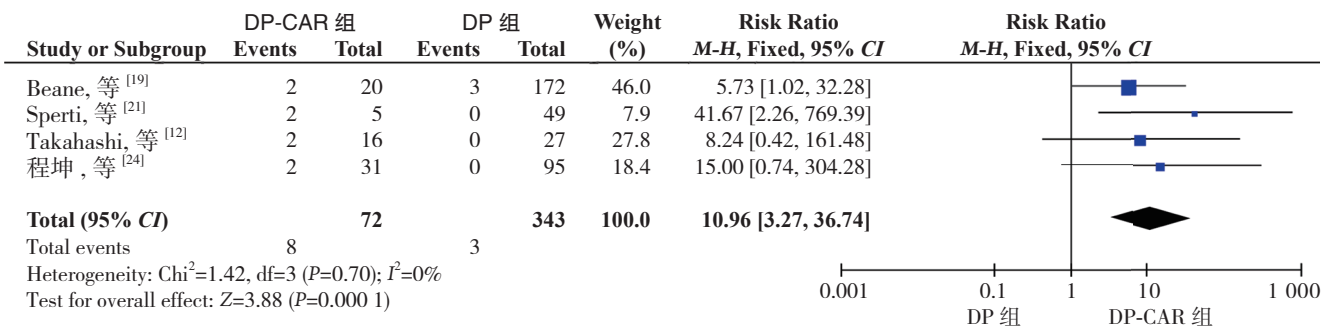 DP-CAR 组 DP 组 Weight Risk Ratio Risk Ratio
Study or Subgroup Events Total Events Total (%) M-H, Fixed, 95% CI M-H, Fixed, 95% CI
Beane, 等 [19] 2 20 3 172 46.0 5.73 [1.02, 32.28]
Sperti, 等 [21] 2 5 0 49 7.9 41.67 [2.26, 769.39]
Takahashi, 等 [12] 2 16 0 27 27.8 8.24 [0.42, 161.48]
程坤 , 等 [24] 2 31 0 95 18.4 15.00 [0.74, 304.28]
Total (95% CI) 72 343 100.0 10.96 [3.27, 36.74]
Total events 8 3
Heterogeneity: Chi²=1.42, df=3 (P=0.70); I²=0%
Test for overall effect: Z=3.88 (P=0.000 1)
0.001 0.1 1 10 1 000
DP 组 DP-CAR 组